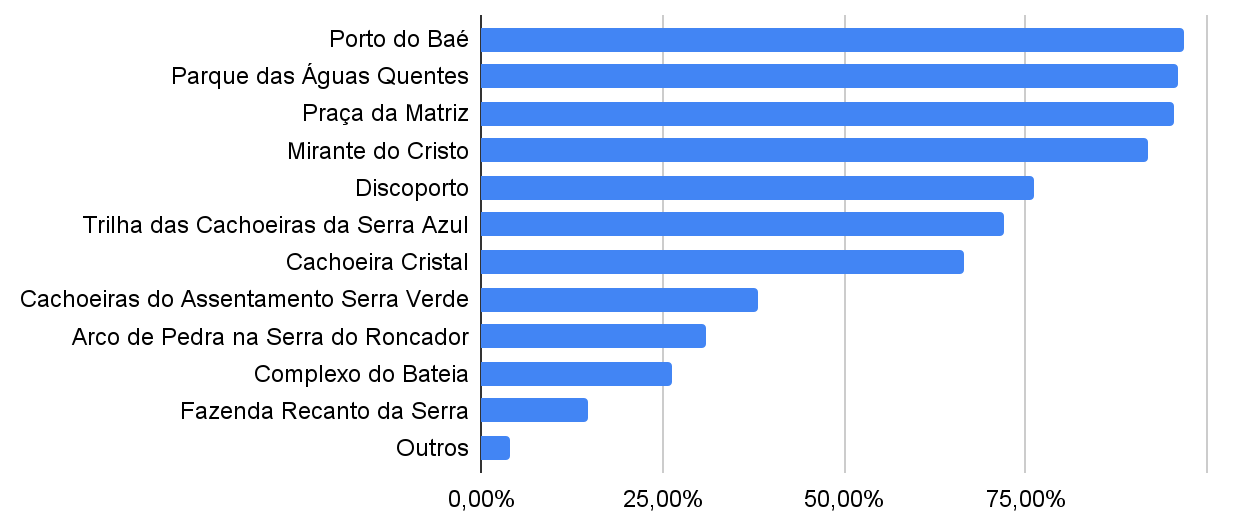 Porto do Baé
Parque das Águas Quentes
Praça da Matriz
Mirante do Cristo
Discoporto
Trilha das Cachoeiras da Serra Azul
Cachoeira Cristal
Cachoeiras do Assentamento Serra Verde
Arco de Pedra na Serra do Roncador
Complexo do Bateia
Fazenda Recanto da Serra
Outros
0,00% 25,00% 50,00% 75,00%